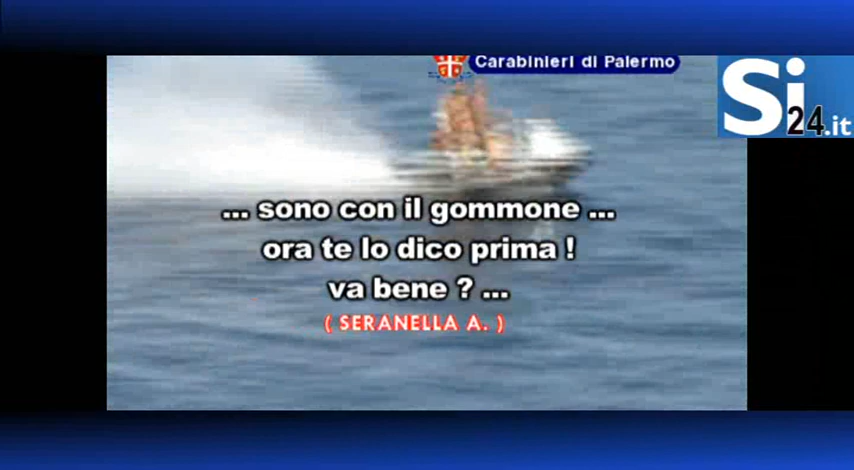 Carabinieri di Palermo
Si
24.it
... sono con il gommone ...
ora te lo dico prima !
va bene ? ...
( SERANELLA A. )